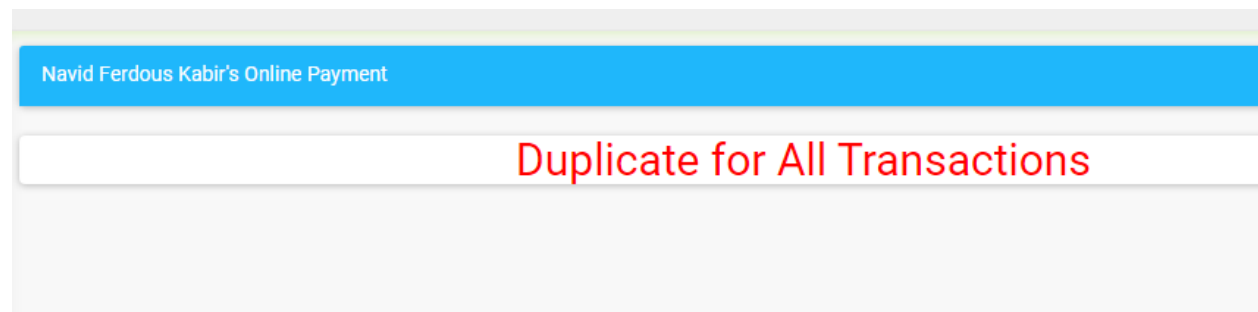 Navid Ferdous Kabir's Online Payment
Duplicate for All Transactions